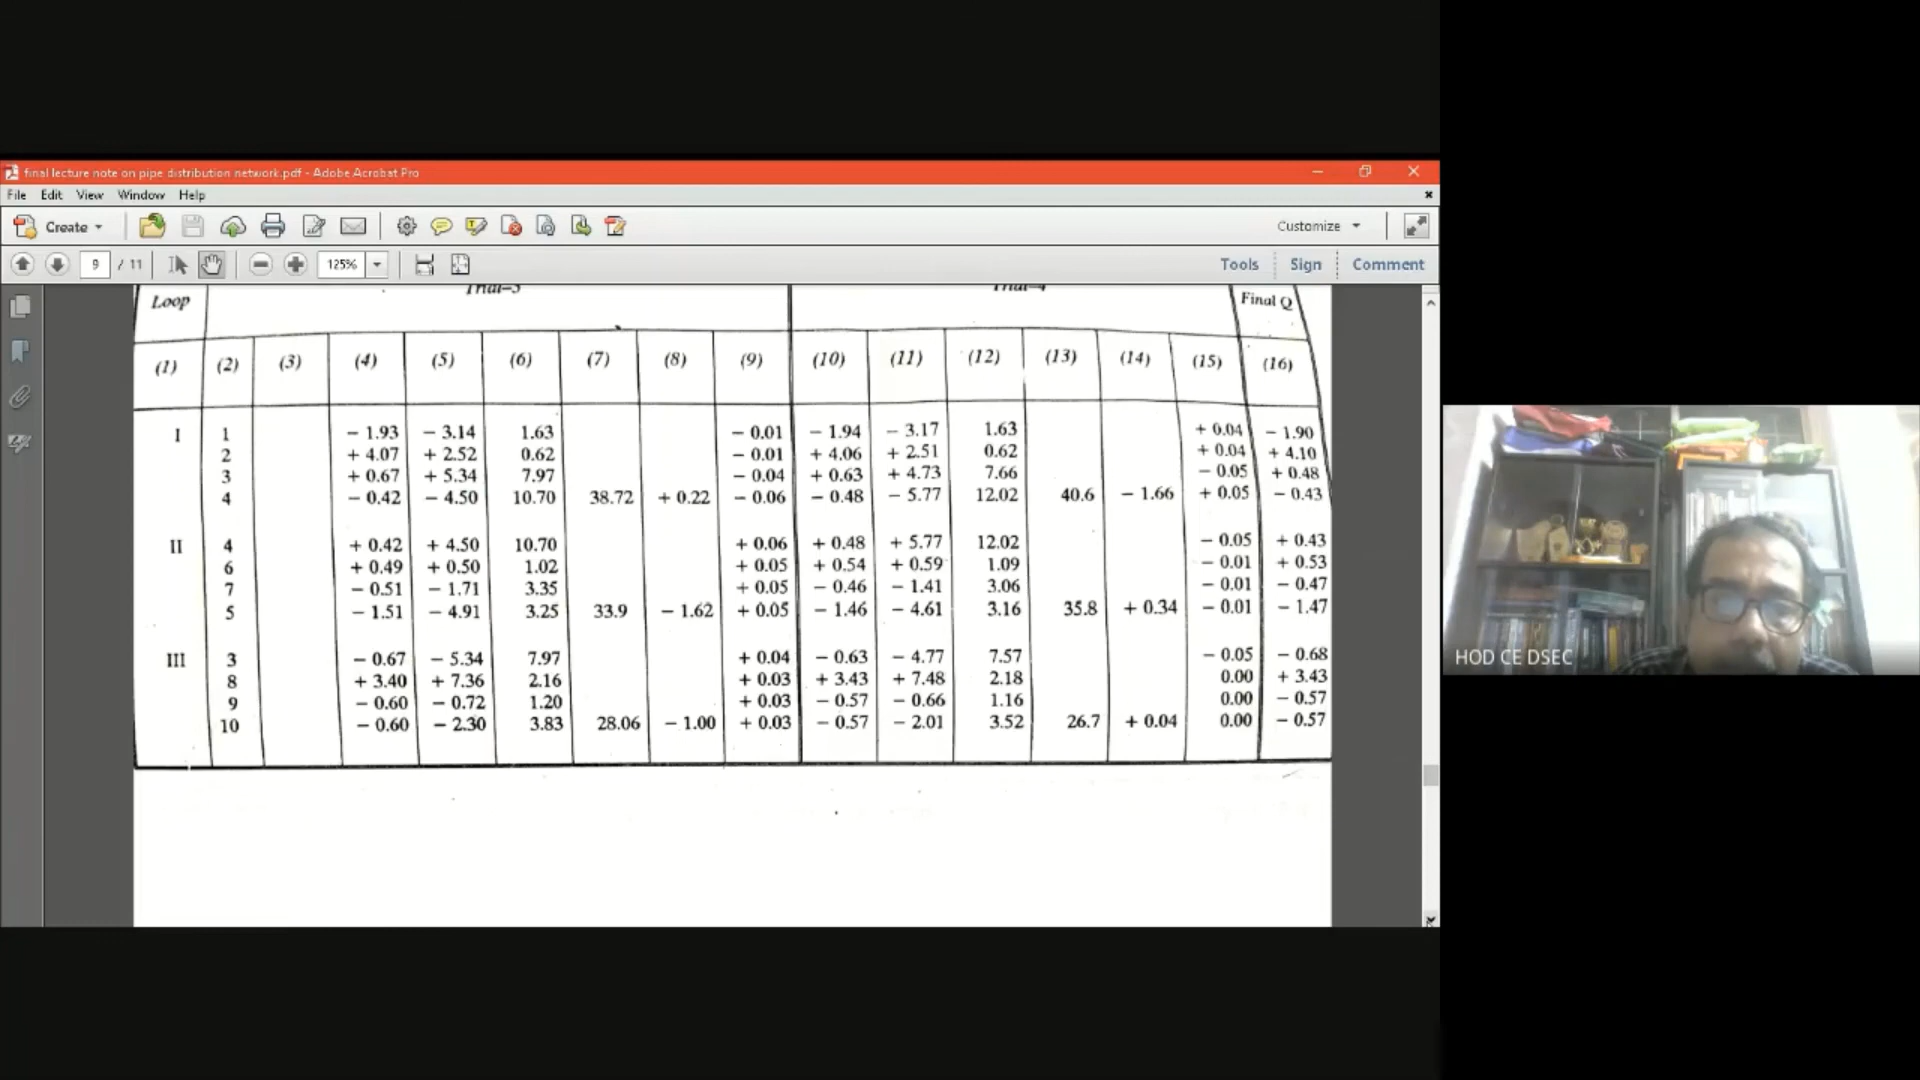 final lecture note on pipe distribution network.pdf - Adobe Acrobat Pro
File Edit View Window Help
Create Customize
9 / 11 125% Tools Sign Comment
Loop Final Q
(1) (2) (3) (4) (5) (6) (7) (8) (9) (10) (11) (12) (13) (14) (15) (16)
I 1 - 1.93 - 3.14 1.63 - 0.01 - 1.94 - 3.17 1.63 + 0.04 - 1.90
2 + 4.07 + 2.52 0.62 - 0.01 + 4.06 + 2.51 0.62 + 0.04 + 4.10
3 + 0.67 + 5.34 7.97 - 0.04 + 0.63 + 4.73 7.66 - 0.05 + 0.48
4 - 0.42 - 4.50 10.70 38.72 + 0.22 - 0.06 - 0.48 - 5.77 12.02 40.6 - 1.66 + 0.05 - 0.43
II 4 + 0.42 + 4.50 10.70 + 0.06 + 0.48 + 5.77 12.02 - 0.05 + 0.43
6 + 0.49 + 0.50 1.02 + 0.05 + 0.54 + 0.59 1.09 - 0.01 + 0.53
7 - 0.51 - 1.71 3.35 + 0.05 - 0.46 - 1.41 3.06 - 0.01 - 0.47
5 - 1.51 - 4.91 3.25 33.9 - 1.62 + 0.05 - 1.46 - 4.61 3.16 35.8 + 0.34 - 0.01 - 1.47
III 3 - 0.67 - 5.34 7.97 + 0.04 - 0.63 - 4.77 7.57 - 0.05 - 0.68
8 + 3.40 + 7.36 2.16 + 0.03 + 3.43 + 7.48 2.18 0.00 + 3.43
9 - 0.60 - 0.72 1.20 + 0.03 - 0.57 - 0.66 1.16 0.00 - 0.57
10 - 0.60 - 2.30 3.83 28.06 - 1.00 + 0.03 - 0.57 - 2.01 3.52 26.7 + 0.04 0.00 - 0.57
HOD CE DSEC